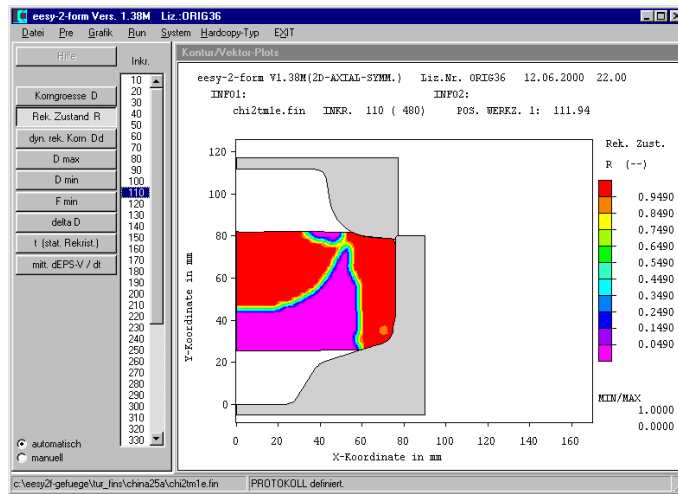 eesy-2-form Vers. 1.38M Liz.:ORIG36
Datei Pre Grafik Run System Hardcopy-Typ EXIT
Hilfe
Inkr.
Korngroesse D
Rek. Zustand R
dyn. rek. Korn Dd
D max
D min
F min
delta D
t (stat. Rekrist.)
mitt. dEPS-V / dt
10
20
30
40
50
60
70
80
90
100
110
120
130
140
150
160
170
180
190
200
210
220
230
240
250
260
270
280
290
300
310
320
330
automatisch
manuell
Kontur/Vektor-Plots
eesy-2-form V1.38M(2D-AXIAL-SYMM.) Liz.Nr. ORIG36 12.06.2000 22.00
INFO1: INFO2:
chi2tm1e.fin INKR. 110 ( 480) POS. WERKZ. 1: 111.94
Rek. Zust.
R (--)
0.9490
0.8490
0.7490
0.6490
0.5490
0.4490
0.3490
0.2490
0.1490
0.0490
MIN/MAX
1.0000
0.0000
Y-Koordinate in mm
120
100
80
60
40
20
0
0 20 40 60 80 100 120 140 160
X-Koordinate in mm
c:\eesy2f-gefuege\tur_fins\china25a\chi2tm1e.fin PROTOKOLL definiert.